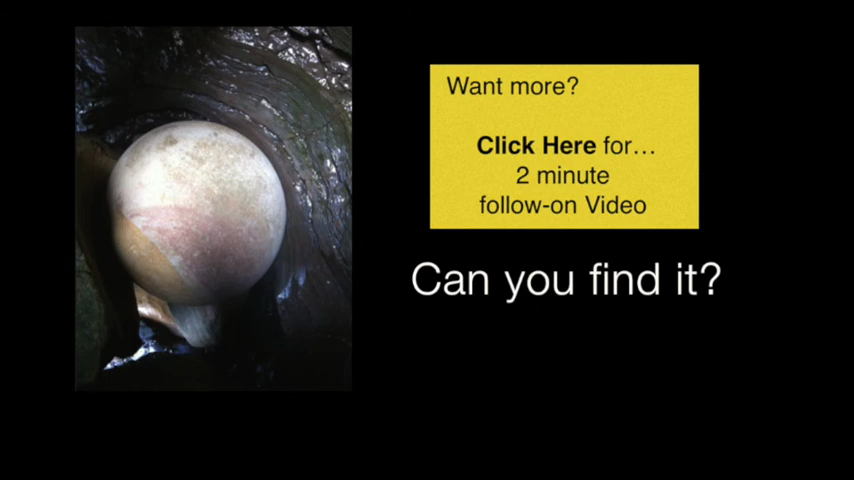 Want more?
Click Here for…
2 minute
follow-on Video
Can you find it?